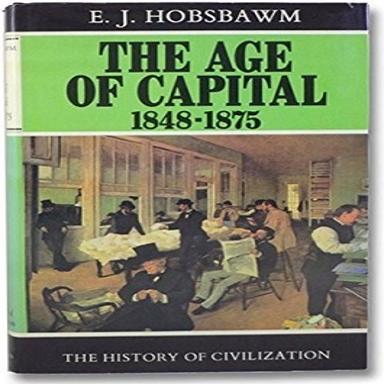 E. J. HOBSBAWM
THE AGE
OF CAPITAL
1848-1875
THE HISTORY OF CIVILIZATION